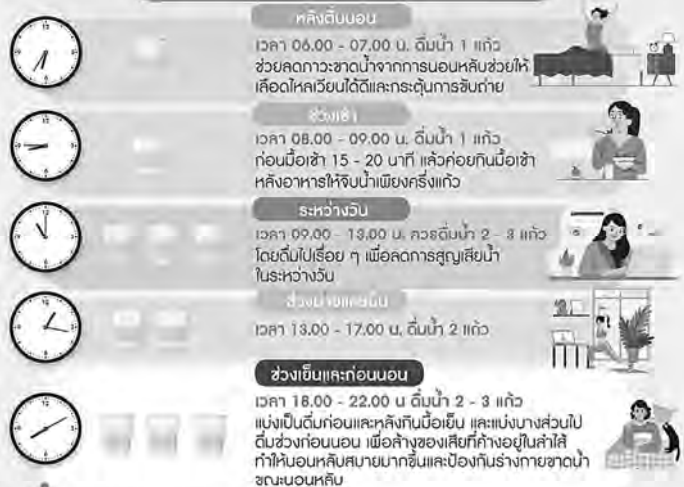 หลังตื่นนอน
เวลา 06.00 - 07.00 น. ดื่มน้ำ 1 แก้ว
ช่วยลดภาวะขาดน้ำจากการนอนหลับช่วยให้
เลือดไหลเวียนได้ดีและกระตุ้นการขับถ่าย
ช่วงเช้า
เวลา 08.00 - 09.00 น. ดื่มน้ำ 1 แก้ว
ก่อนมื้อเช้า 15 - 20 นาที แล้วค่อยกินมื้อเช้า
หลังอาหารให้จิบน้ำเพียงครึ่งแก้ว
ระหว่างวัน
เวลา 09.00 - 13.00 น. ควรดื่มน้ำ 2 - 3 แก้ว
โดยดื่มไปเรื่อย ๆ เพื่อลดการสูญเสียน้ำ
ในระหว่างวัน
ช่วงบ่าย
เวลา 13.00 - 17.00 น. ดื่มน้ำ 2 แก้ว
ช่วงเย็นและก่อนนอน
เวลา 18.00 - 22.00 น ดื่มน้ำ 2 - 3 แก้ว
แบ่งเป็นดื่มก่อนและหลังกินมื้อเย็น และแบ่งบางส่วนไป
ดื่มช่วงก่อนนอน เพื่อล้างของเสียที่ค้างอยู่ในลำไส้
ทำให้นอนหลับสบายมากขึ้นและป้องกันร่างกายขาดน้ำ
ขณะนอนหลับ